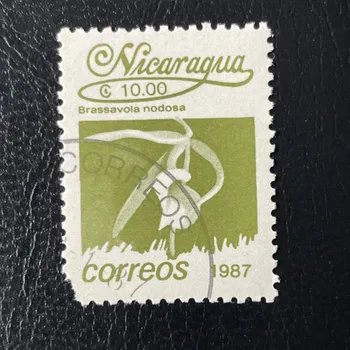 Nicaragua
₡ 10.00
Brassavola nodosa
CORREOS
correos 1987